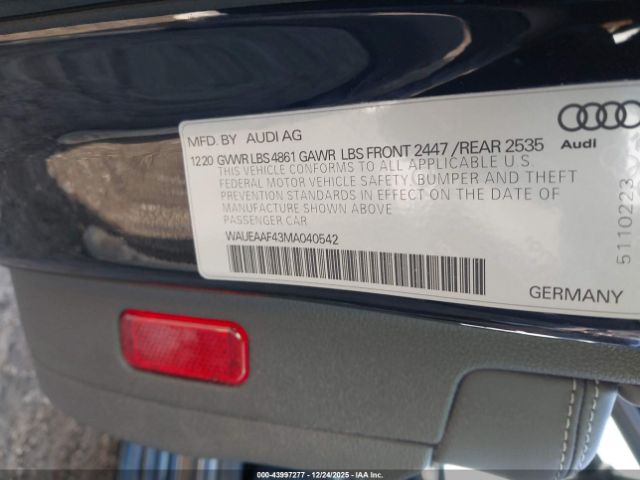 MFD. BY AUDI AG
1220 GVWR LBS 4861 GAWR LBS FRONT 2447 /REAR 2535
THIS VEHICLE CONFORMS TO ALL APPLICABLE U.S.
FEDERAL MOTOR VEHICLE SAFETY, BUMPER AND THEFT
PREVENTION STANDARDS IN EFFECT ON THE DATE OF
MANUFACTURE SHOWN ABOVE
PASSENGER CAR
WAUEAAF43MA040542
Audi
5110223
GERMANY
000-43997277 - 12/24/2025 - IAAI.com